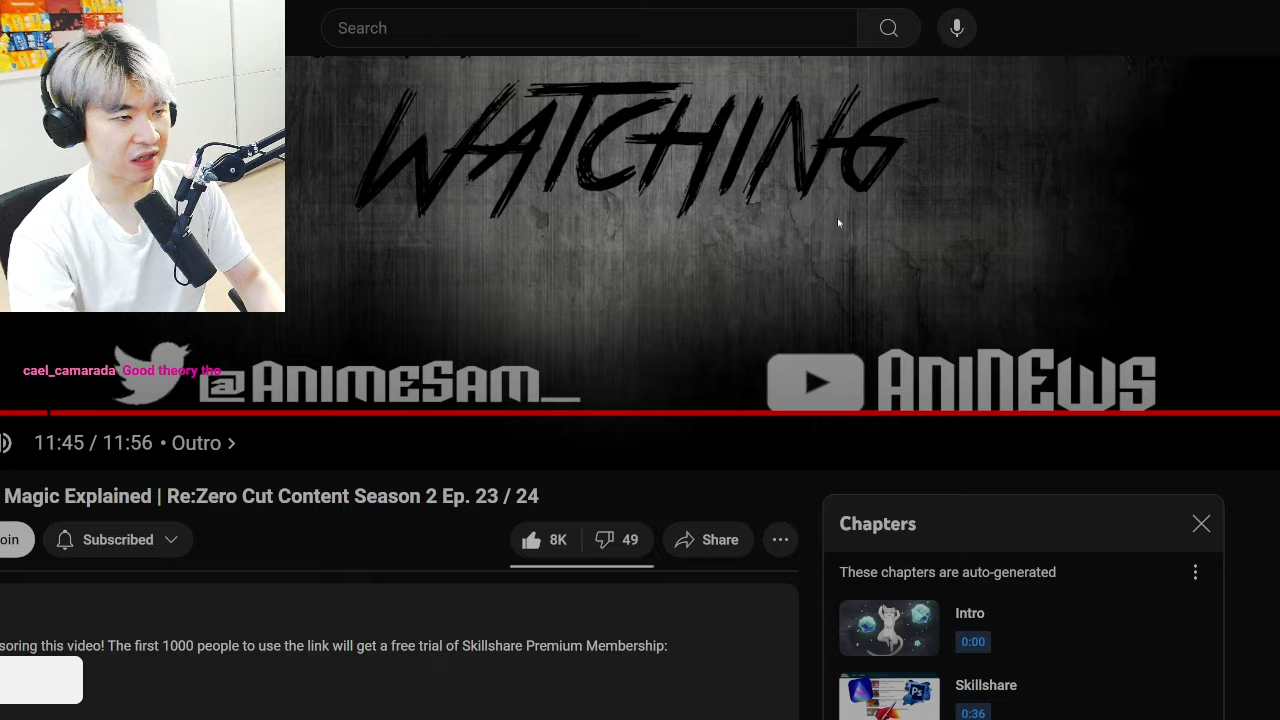 Search
WATCHING
cael_camarada Good theory tho
@AnimeSam_
AniNews
11:45 / 11:56 • Outro >
Magic Explained | Re:Zero Cut Content Season 2 Ep. 23 / 24
oin
Subscribed
8K
49
Share
Chapters
These chapters are auto-generated
Intro
0:00
soring this video! The first 1000 people to use the link will get a free trial of Skillshare Premium Membership:
Ps
Skillshare
0:36